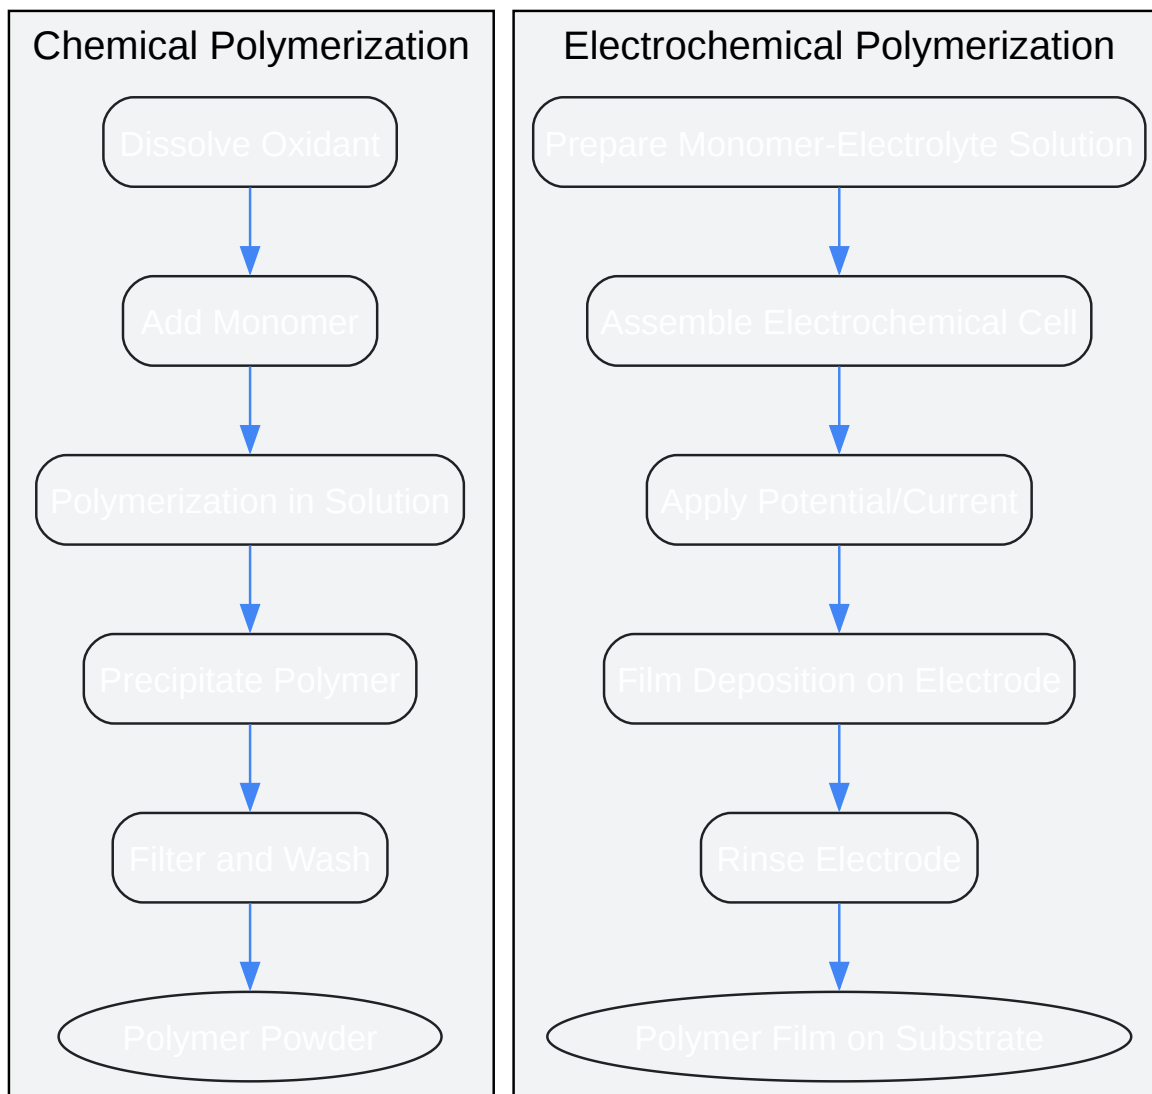 Chemical Polymerization
Dissolve Oxidant
Add Monomer
Polymerization in Solution
Precipitate Polymer
Filter and Wash
Polymer Powder
Electrochemical Polymerization
Prepare Monomer-Electrolyte Solution
Assemble Electrochemical Cell
Apply Potential/Current
Film Deposition on Electrode
Rinse Electrode
Polymer Film on Substrate